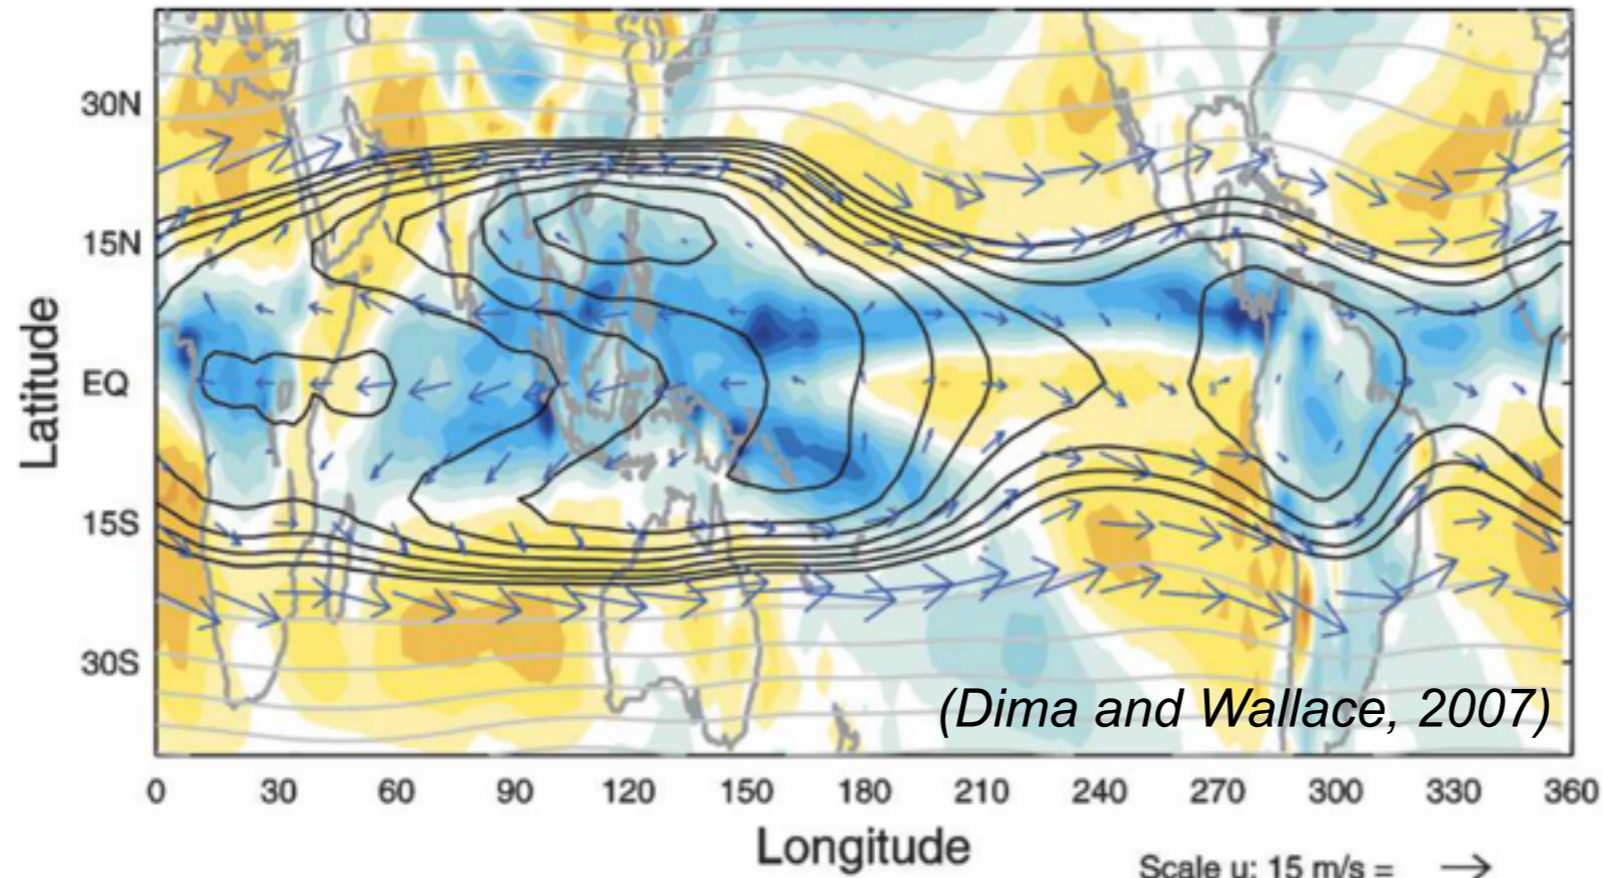 30N
15N
EQ
15S
30S
Latitude
(Dima and Wallace, 2007)
0 30 60 90 120 150 180 210 240 270 300 330 360
Longitude
Scale u: 15 m/s =